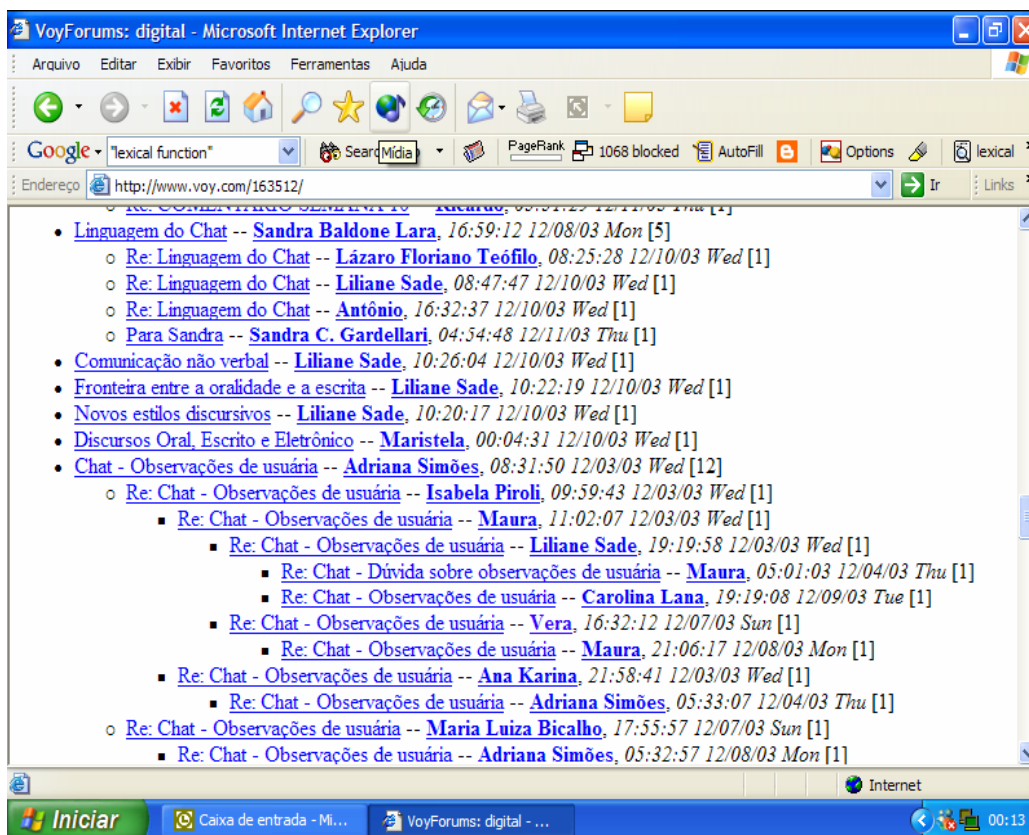 VoyForums: digital - Microsoft Internet Explorer
Arquivo Editar Exibir Favoritos Ferramentas Ajuda
Google "lexical function" Searc Mídia PageRank 1068 blocked AutoFill Options lexical
Endereço http://www.voy.com/163512/ Ir Links
Re: COMENTÁRIO SEMANA 10 -- Ricardo, 05:51:29 12/11/03 Thu [1]
• Linguagem do Chat -- Sandra Baldone Lara, 16:59:12 12/08/03 Mon [5]
o Re: Linguagem do Chat -- Lázaro Floriano Teófilo, 08:25:28 12/10/03 Wed [1]
o Re: Linguagem do Chat -- Liliane Sade, 08:47:47 12/10/03 Wed [1]
o Re: Linguagem do Chat -- Antônio, 16:32:37 12/10/03 Wed [1]
o Para Sandra -- Sandra C. Gardellari, 04:54:48 12/11/03 Thu [1]
• Comunicação não verbal -- Liliane Sade, 10:26:04 12/10/03 Wed [1]
• Fronteira entre a oralidade e a escrita -- Liliane Sade, 10:22:19 12/10/03 Wed [1]
• Novos estilos discursivos -- Liliane Sade, 10:20:17 12/10/03 Wed [1]
• Discursos Oral, Escrito e Eletrônico -- Maristela, 00:04:31 12/10/03 Wed [1]
• Chat - Observações de usuária -- Adriana Simões, 08:31:50 12/03/03 Wed [12]
o Re: Chat - Observações de usuária -- Isabela Piroli, 09:59:43 12/03/03 Wed [1]
▪ Re: Chat - Observações de usuária -- Maura, 11:02:07 12/03/03 Wed [1]
▪ Re: Chat - Observações de usuária -- Liliane Sade, 19:19:58 12/03/03 Wed [1]
▪ Re: Chat - Dúvida sobre observações de usuária -- Maura, 05:01:03 12/04/03 Thu [1]
▪ Re: Chat - Observações de usuária -- Carolina Lana, 19:19:08 12/09/03 Tue [1]
▪ Re: Chat - Observações de usuária -- Vera, 16:32:12 12/07/03 Sun [1]
▪ Re: Chat - Observações de usuária -- Maura, 21:06:17 12/08/03 Mon [1]
▪ Re: Chat - Observações de usuária -- Ana Karina, 21:58:41 12/03/03 Wed [1]
▪ Re: Chat - Observações de usuária -- Adriana Simões, 05:33:07 12/04/03 Thu [1]
o Re: Chat - Observações de usuária -- Maria Luiza Bicalho, 17:55:57 12/07/03 Sun [1]
▪ Re: Chat - Observações de usuária -- Adriana Simões, 05:32:57 12/08/03 Mon [1]
Internet
Iniciar Caixa de entrada - Mi... VoyForums: digital - ... 00:13